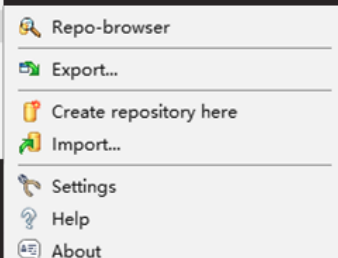 Repo-browser
Export...
Create repository here
Import...
Settings
Help
About